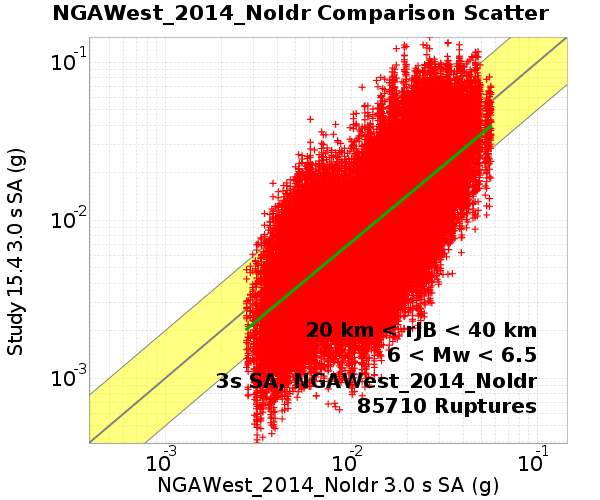 NGAWest_2014_NoIdr Comparison Scatter
Study 15.4 3.0 s SA (g)
10-1
10-2
10-3
20 km < rJB < 40 km
6 < Mw < 6.5
3s SA, NGAWest_2014_NoIdr
85710 Ruptures
10-3
10-2
10-1
NGAWest_2014_NoIdr 3.0 s SA (g)